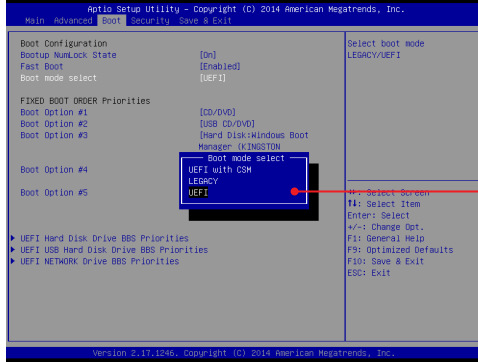 Aptio Setup Utility – Copyright (C) 2014 American Megatrends, Inc.
Main Advanced Boot Security Save & Exit
Boot Configuration
Bootup NumLock State [On]
Fast Boot [Enabled]
Boot mode select [UEFI]
FIXED BOOT ORDER Priorities
Boot Option #1 [CD/DVD]
Boot Option #2 [USB CD/DVD]
Boot Option #3 [Hard Disk:Windows Boot
Manager (KINGSTON
Boot Option #4
Boot Option #5
Boot mode select
UEFI with CSM
LEGACY
UEFI
UEFI Hard Disk Drive BBS Priorities
UEFI USB Hard Disk Drive BBS Priorities
UEFI NETWORK Drive BBS Priorities
Select boot mode
LEGACY/UEFI
: Select Screen
↑↓: Select Item
Enter: Select
+/-: Change Opt.
F1: General Help
F9: Optimized Defaults
F10: Save & Exit
ESC: Exit
Version 2.17.1246. Copyright (C) 2014 American Megatrends, Inc.